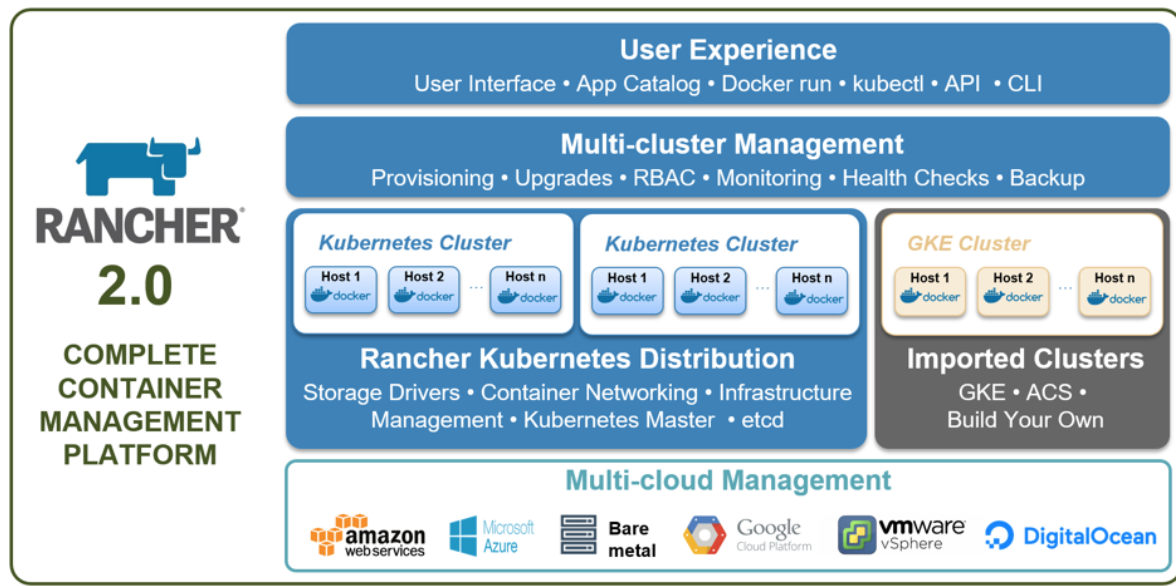 RANCHER®
2.0
COMPLETE
CONTAINER
MANAGEMENT
PLATFORM
User Experience
User Interface • App Catalog • Docker run • kubectl • API • CLI
Multi-cluster Management
Provisioning • Upgrades • RBAC • Monitoring • Health Checks • Backup
Kubernetes Cluster
Host 1
docker
Host 2
docker
...
Host n
docker
Kubernetes Cluster
Host 1
docker
Host 2
docker
...
Host n
docker
Rancher Kubernetes Distribution
Storage Drivers • Container Networking • Infrastructure
Management • Kubernetes Master • etcd
GKE Cluster
Host 1
docker
Host 2
docker
...
Host n
docker
Imported Clusters
GKE • ACS •
Build Your Own
Multi-cloud Management
amazon
web services
Microsoft
Azure
Bare
metal
Google
Cloud Platform
vmware®
vSphere
DigitalOcean